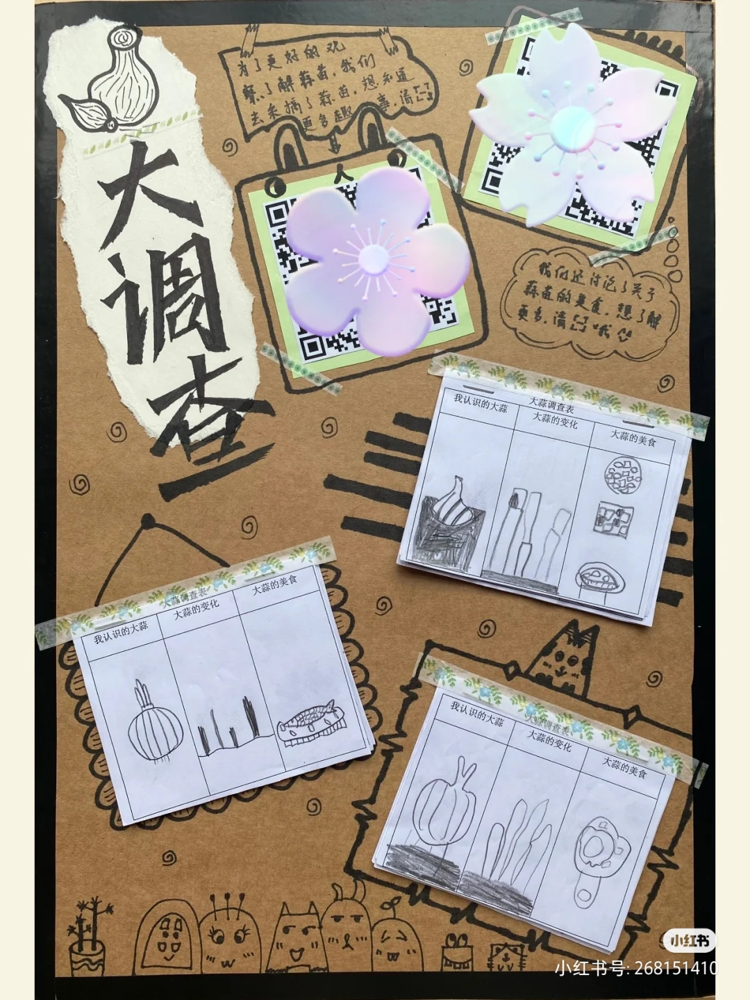 大
调
查
为了更好的观
察、了解蒜苗，我们
去采摘了蒜苗，想知道
更多趣事，请
我们还讨论了关于
蒜苗的美食，想了解
更多，请 哦
大蒜调查表
我认识的大蒜 大蒜的变化 大蒜的美食
大蒜调查表
我认识的大蒜 大蒜的变化 大蒜的美食
大蒜调查表
我认识的大蒜 大蒜的变化 大蒜的美食
小红书
小红书号: 268151410